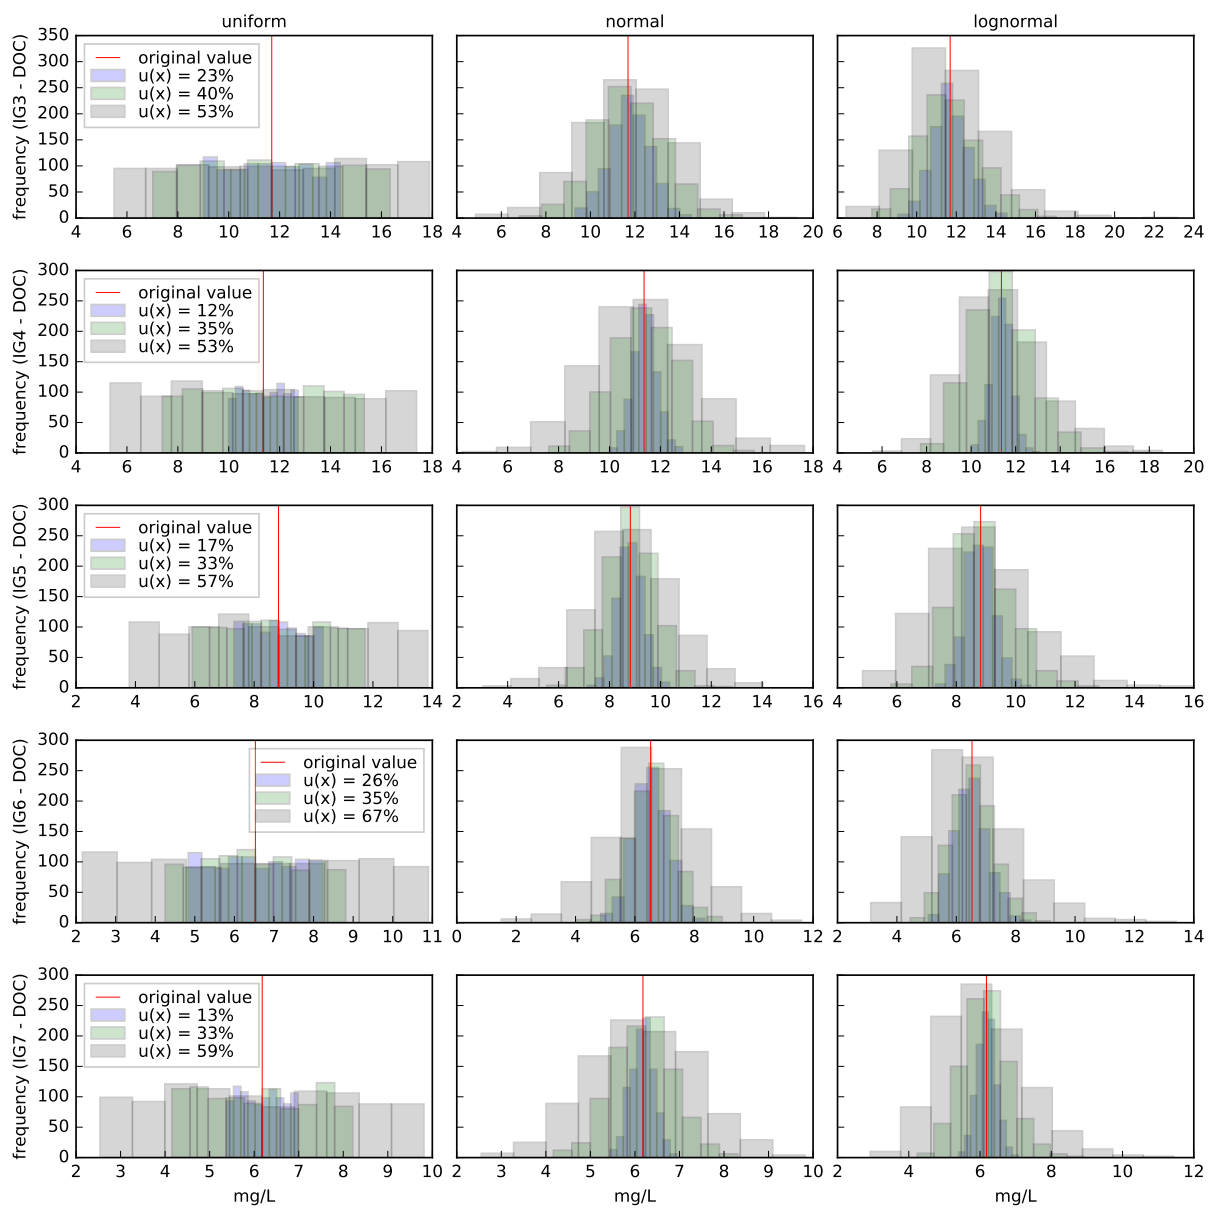 uniform normal lognormal
350
300
250
200
150
100
50
0
frequency (IG3 - DOC)
original value
u(x) = 23%
u(x) = 40%
u(x) = 53%
4 6 8 10 12 14 16 18
4 6 8 10 12 14 16 18 20
4 6 8 10 12 14 16 18 20 22 24
300
250
200
150
100
50
0
frequency (IG4 - DOC)
original value
u(x) = 12%
u(x) = 35%
u(x) = 53%
4 6 8 10 12 14 16 18
4 6 8 10 12 14 16 18
4 6 8 10 12 14 16 18 20
300
250
200
150
100
50
0
frequency (IG5 - DOC)
original value
u(x) = 17%
u(x) = 33%
u(x) = 57%
2 4 6 8 10 12 14
2 4 6 8 10 12 14 16
4 6 8 10 12 14 16
300
250
200
150
100
50
0
frequency (IG6 - DOC)
original value
u(x) = 26%
u(x) = 35%
u(x) = 67%
2 3 4 5 6 7 8 9 10 11
0 2 4 6 8 10 12
2 4 6 8 10 12 14
300
250
200
150
100
50
0
frequency (IG7 - DOC)
original value
u(x) = 13%
u(x) = 33%
u(x) = 59%
2 3 4 5 6 7 8 9 10
2 3 4 5 6 7 8 9 10
2 4 6 8 10 12
mg/L mg/L mg/L